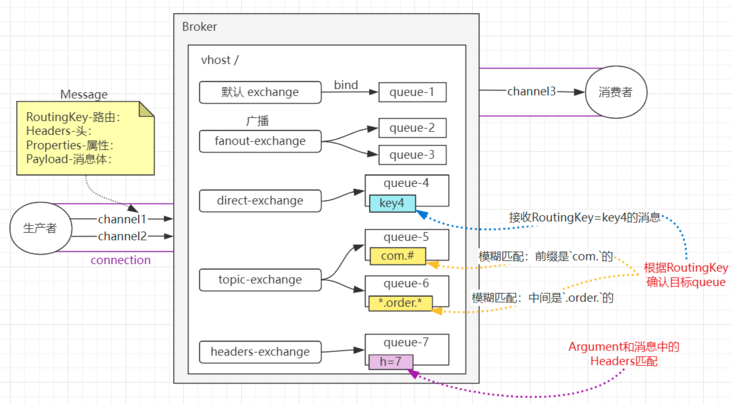 Broker
vhost /
Message
RoutingKey-路由：
Headers-头：
Properties-属性：
Payload-消息体：
默认 exchange
bind
queue-1
channel3
消费者
广播
fanout-exchange
queue-2
queue-3
direct-exchange
queue-4
key4
生产者
channel1
channel2
connection
接收RoutingKey=key4的消息
topic-exchange
queue-5
com.#
模糊匹配：前缀是`com.`的
根据RoutingKey
确认目标queue
queue-6
*.order.*
模糊匹配：中间是`.order.`的
headers-exchange
queue-7
h=7
Argument和消息中的
Headers匹配